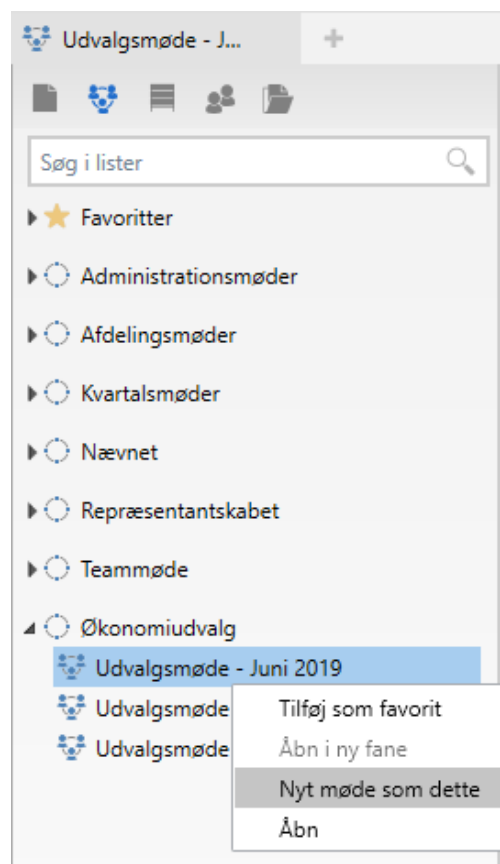 Udvalgsmøde - J...
Søg i lister
Favoritter
Administrationsmøder
Afdelingsmøder
Kvartalsmøder
Nævnet
Repræsentantskabet
Teammøde
Økonomiudvalg
Udvalgsmøde - Juni 2019
Udvalgsmøde
Tilføj som favorit
Udvalgsmøde
Åbn i ny fane
Nyt møde som dette
Åbn